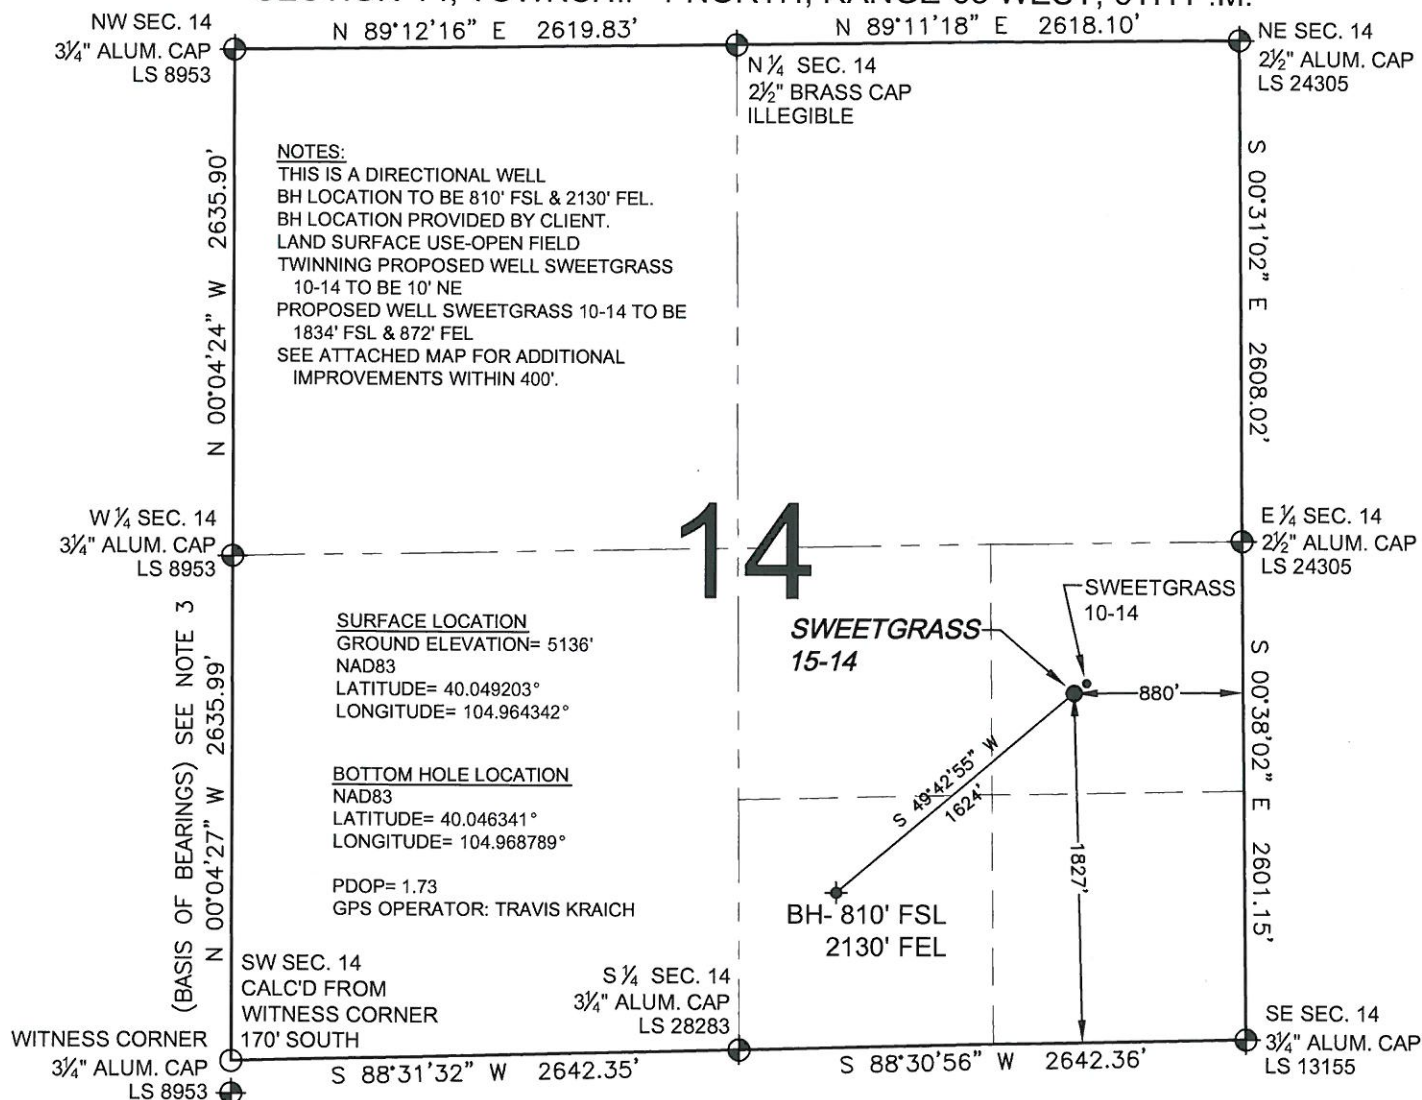 NW SEC. 14
3¼" ALUM. CAP
LS 8953
N 89°12'16" E 2619.83'
N 89°11'18" E 2618.10'
NE SEC. 14
2½" ALUM. CAP
LS 24305
N ¼ SEC. 14
2½" BRASS CAP
ILLEGIBLE
N 00°04'24" W 2635.90'
NOTES:
THIS IS A DIRECTIONAL WELL
BH LOCATION TO BE 810' FSL & 2130' FEL.
BH LOCATION PROVIDED BY CLIENT.
LAND SURFACE USE-OPEN FIELD
TWINNING PROPOSED WELL SWEETGRASS
10-14 TO BE 10' NE
PROPOSED WELL SWEETGRASS 10-14 TO BE
1834' FSL & 872' FEL
SEE ATTACHED MAP FOR ADDITIONAL
IMPROVEMENTS WITHIN 400'.
S 00°31'02" E 2608.02'
W ¼ SEC. 14
3¼" ALUM. CAP
LS 8953
14
E ¼ SEC. 14
2½" ALUM. CAP
LS 24305
SWEETGRASS
10-14
SWEETGRASS
15-14
880'
SURFACE LOCATION
GROUND ELEVATION= 5136'
NAD83
LATITUDE= 40.049203°
LONGITUDE= 104.964342°
BOTTOM HOLE LOCATION
NAD83
LATITUDE= 40.046341°
LONGITUDE= 104.968789°
PDOP= 1.73
GPS OPERATOR: TRAVIS KRAICH
(BASIS OF BEARINGS) SEE NOTE 3
N 00°04'27" W 2635.99'
S 49°42'55" W
1624'
1827'
S 00°38'02" E 2601.15'
BH- 810' FSL
2130' FEL
SW SEC. 14
CALC'D FROM
WITNESS CORNER
170' SOUTH
S ¼ SEC. 14
3¼" ALUM. CAP
LS 28283
WITNESS CORNER
3¼" ALUM. CAP
LS 8953
S 88°31'32" W 2642.35'
S 88°30'56" W 2642.36'
SE SEC. 14
3¼" ALUM. CAP
LS 13155